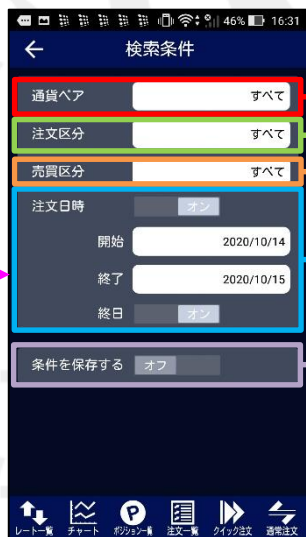 46% 16:31
検索条件
通貨ペア すべて
注文区分 すべて
売買区分 すべて
注文日時 オン
開始 2020/10/14
終了 2020/10/15
終日 オン
条件を保存する オフ
P
レート一覧 チャート ポジション一覧 注文一覧 クイック注文 通常注文